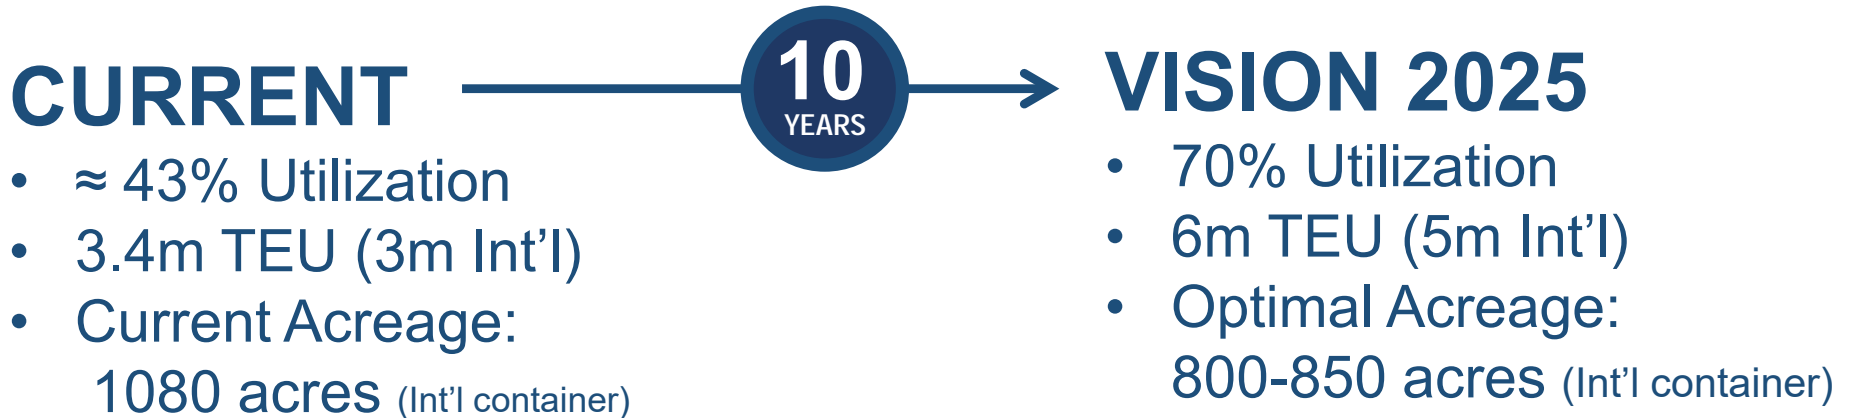 CURRENT
• ≈ 43% Utilization
• 3.4m TEU (3m Int'l)
• Current Acreage:
1080 acres (Int'l container)
10
YEARS
VISION 2025
• 70% Utilization
• 6m TEU (5m Int'l)
• Optimal Acreage:
800-850 acres (Int'l container)